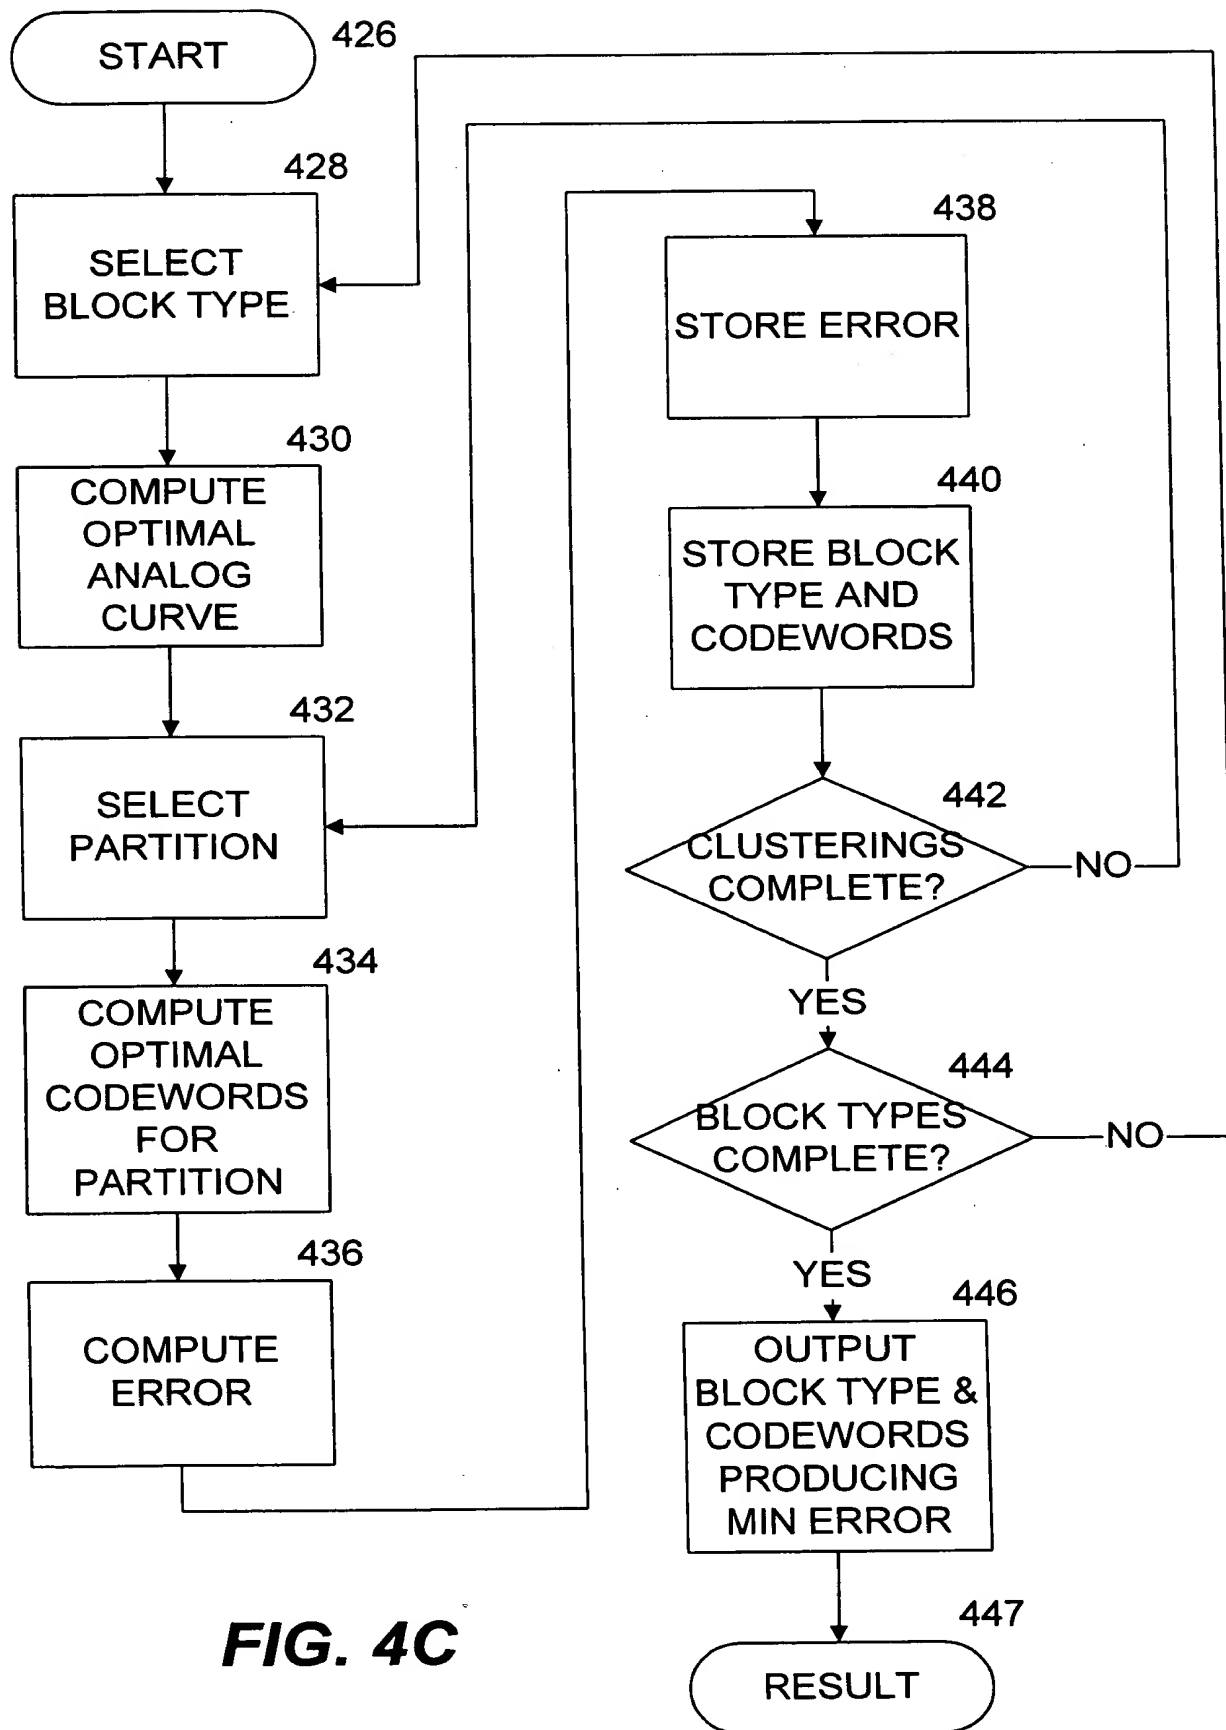 START
426
428
SELECT
BLOCK TYPE
430
COMPUTE
OPTIMAL
ANALOG
CURVE
432
SELECT
PARTITION
434
COMPUTE
OPTIMAL
CODEWORDS
FOR
PARTITION
436
COMPUTE
ERROR
438
STORE ERROR
440
STORE BLOCK
TYPE AND
CODEWORDS
442
CLUSTERINGS
COMPLETE?
NO
YES
444
BLOCK TYPES
COMPLETE?
NO
YES
446
OUTPUT
BLOCK TYPE &
CODEWORDS
PRODUCING
MIN ERROR
447
RESULT
FIG. 4C